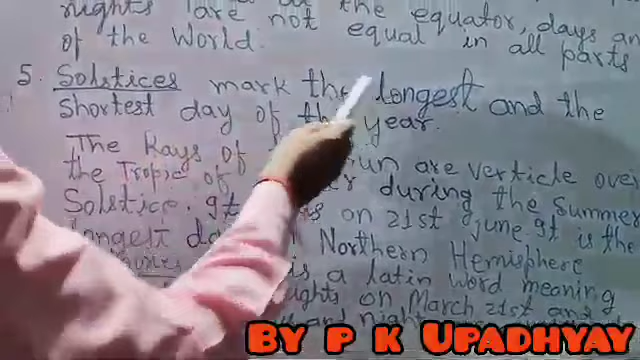 nights are not
the equator, days an
of the World.
equal in all parts
5. Solstices mark the longest and the
Shortest day of the year.
The Rays of Sun are verticle over
the Tropic of during the Summer
Solstice. It on 21st June. It is the
longest Northern Hemisphere
is a latin word meaning
nights on March 21st and
and night
BY P K UPADHYAY